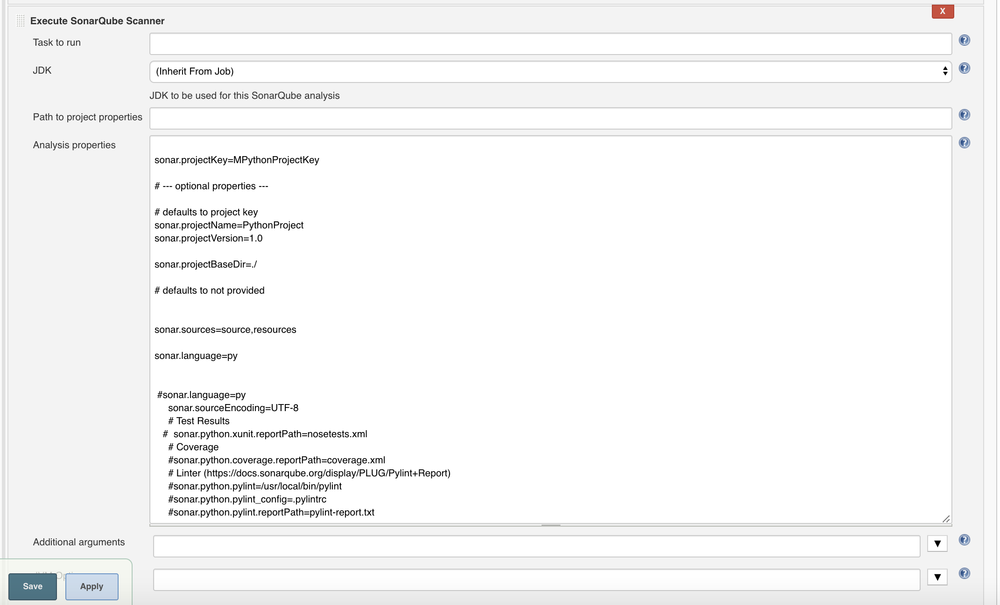 X
Execute SonarQube Scanner
Task to run
JDK
(Inherit From Job)
JDK to be used for this SonarQube analysis
Path to project properties
Analysis properties
sonar.projectKey=MPythonProjectKey
# --- optional properties ---
# defaults to project key
sonar.projectName=PythonProject
sonar.projectVersion=1.0
sonar.projectBaseDir=./
# defaults to not provided
sonar.sources=source,resources
sonar.language=py
#sonar.language=py
sonar.sourceEncoding=UTF-8
# Test Results
#  sonar.python.xunit.reportPath=nosetests.xml
# Coverage
#sonar.python.coverage.reportPath=coverage.xml
# Linter (https://docs.sonarqube.org/display/PLUG/Pylint+Report)
#sonar.python.pylint=/usr/local/bin/pylint
#sonar.python.pylint_config=.pylintrc
#sonar.python.pylint.reportPath=pylint-report.txt
Additional arguments
Save
Apply